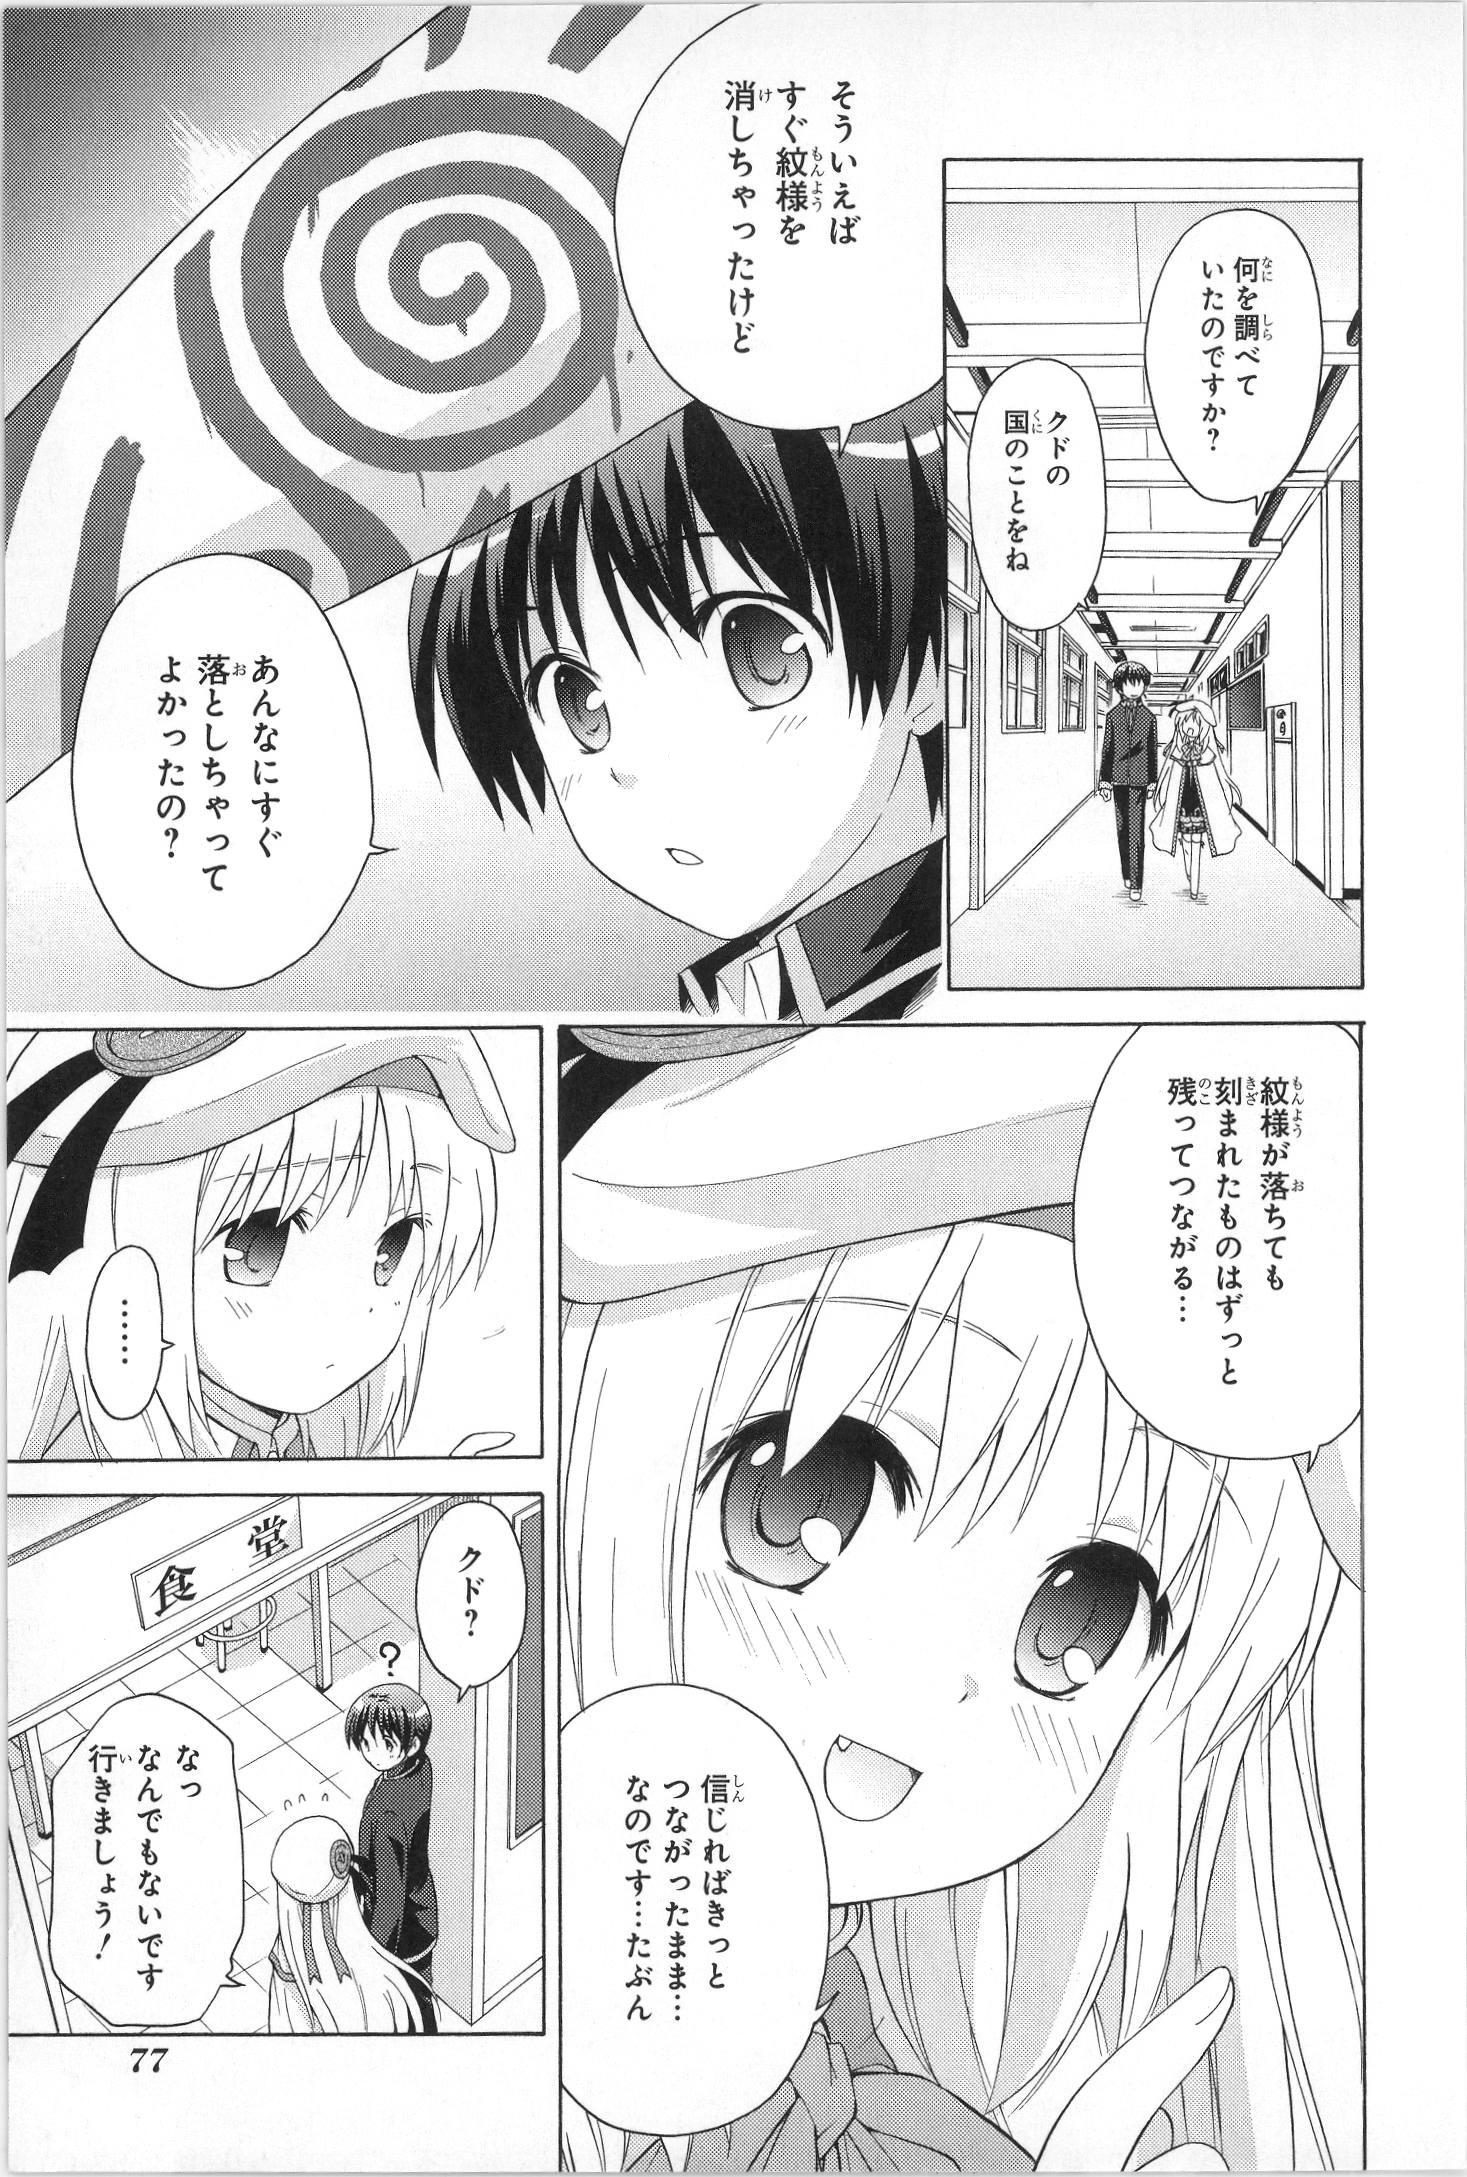 何を調べて
いたのですか？
クドの
国のことをね
そういえば
すぐ紋様を
消しちゃったけど
あんなにすぐ
落としちゃって
よかったの？
紋様が落ちても
刻まれたものはずっと
残ってつながる…
信じればきっと
つながったまま…
なのです…たぶん
……
クド？
?
食堂
なっ
なんでもないです
行きましょう！
77